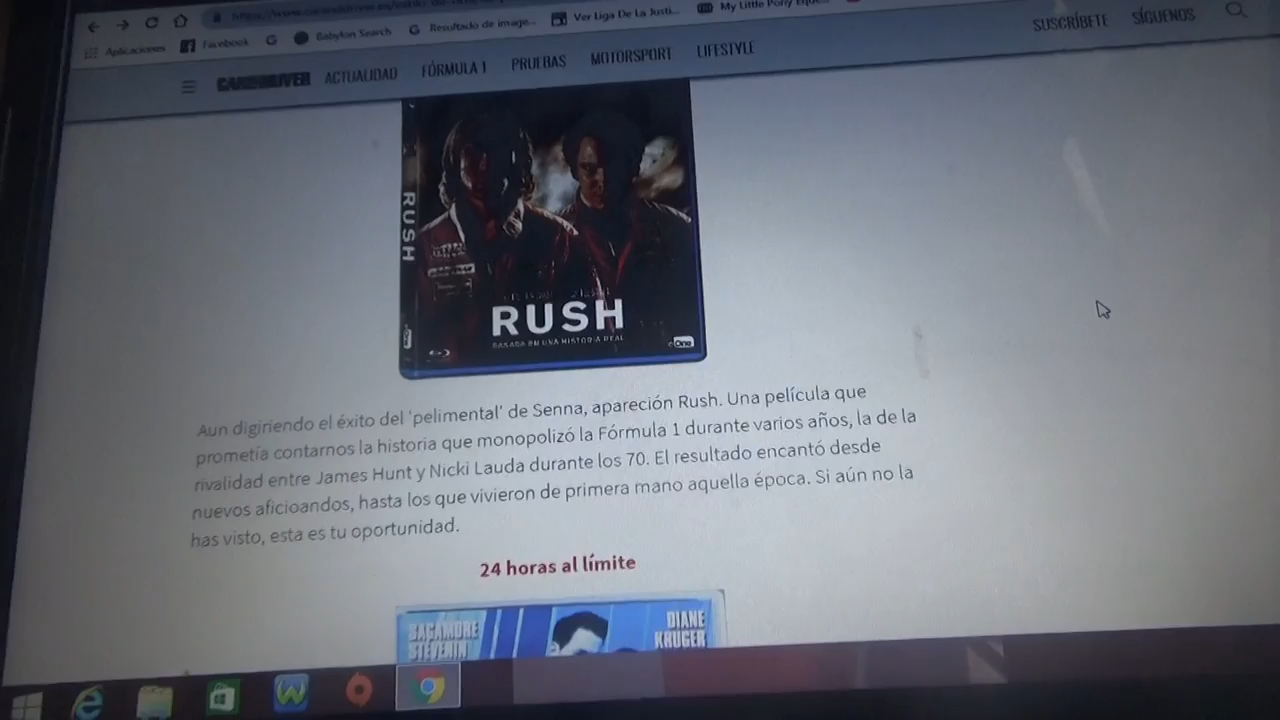 Aplicaciones Facebook Babylon Search Resultado de image... Ver Liga De La Justi... My Little Pony Eque...
CARANDDRIVER ACTUALIDAD FÓRMULA 1 PRUEBAS MOTORSPORT LIFESTYLE SUSCRÍBETE SÍGUENOS
RUSH
RUSH
BASADA EN UNA HISTORIA REAL
eOne
Aun digiriendo el éxito del 'pelimental' de Senna, apareción Rush. Una película que
prometía contarnos la historia que monopolizó la Fórmula 1 durante varios años, la de la
rivalidad entre James Hunt y Nicki Lauda durante los 70. El resultado encantó desde
nuevos aficioandos, hasta los que vivieron de primera mano aquella época. Si aún no la
has visto, esta es tu oportunidad.
24 horas al límite
SAGAMORE
STÉVENIN
DIANE
KRUGER